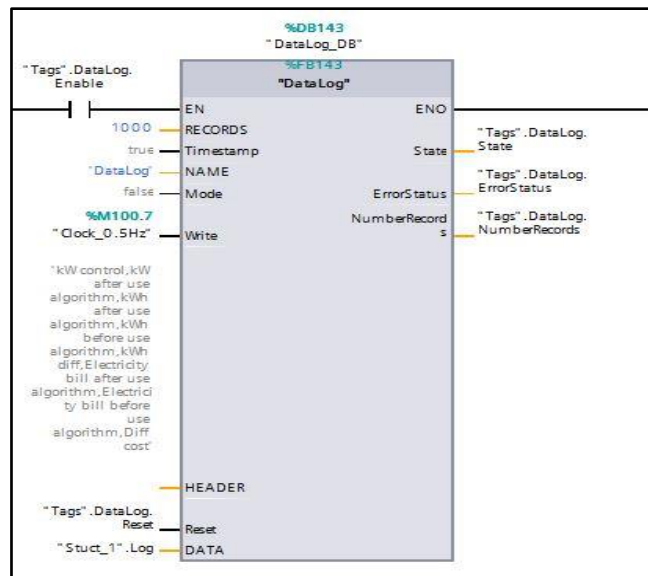 %DB143
"DataLog_DB"
%FB143
"DataLog"
"Tags".DataLog.
Enable
EN
ENO
1000
RECORDS
true
Timestamp
State
"Tags".DataLog.
State
'DataLog'
NAME
false
Mode
ErrorStatus
"Tags".DataLog.
ErrorStatus
%M100.7
"Clock_0.5Hz"
Write
NumberRecord
s
"Tags".DataLog.
NumberRecords
'kW control,kW
after use
algorithm,kWh
after use
algorithm,kWh
before use
algorithm,kWh
diff,Electricity
bill after use
algorithm,Electrici
ty bill before
use
algorithm,Diff
cost'
HEADER
"Tags".DataLog.
Reset
Reset
"Stuct_1".Log
DATA